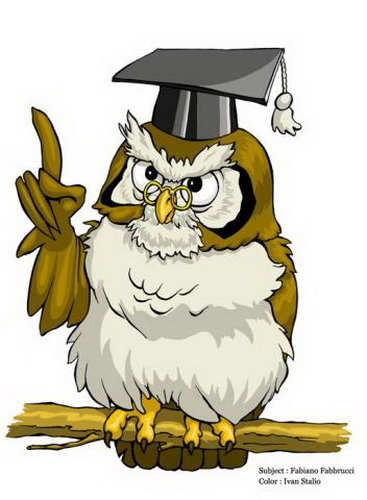 Subject : Fabiano Fabbrucci
Color : Ivan Stalio